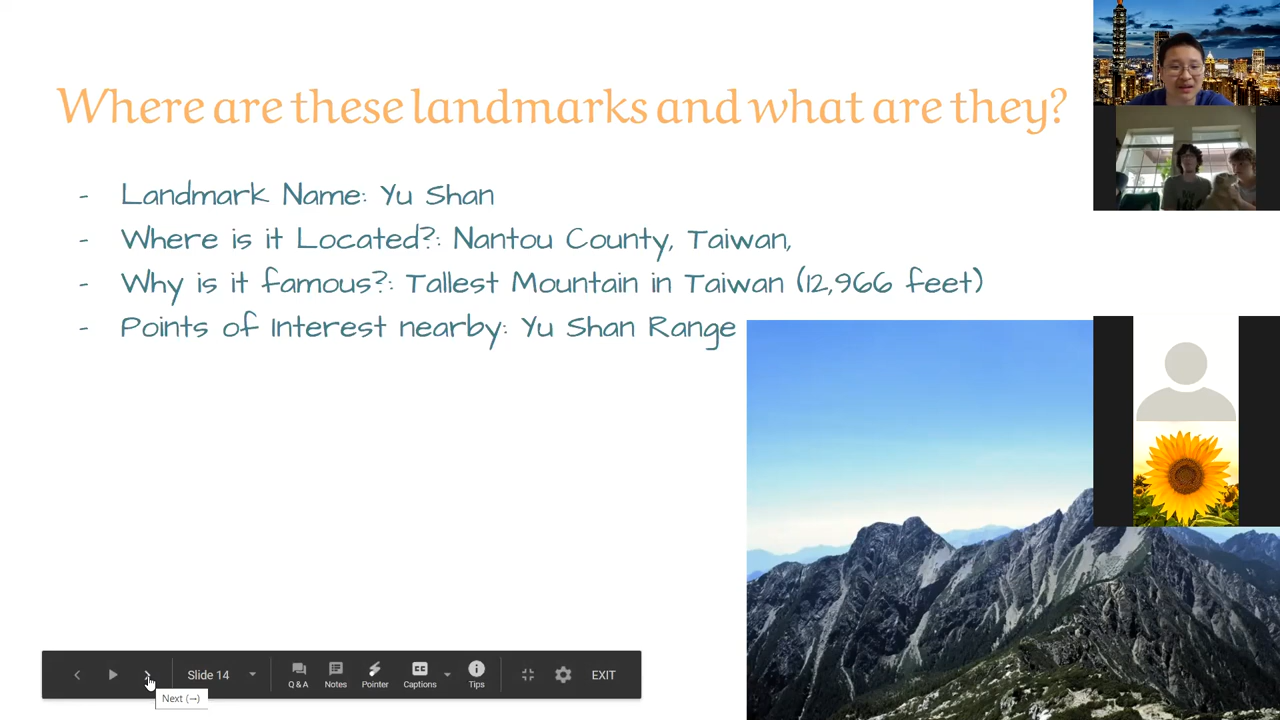 Where are these landmarks and what are they?
- Landmark Name: Yu Shan
- Where is it Located?: Nantou County, Taiwan,
- Why is it famous?: Tallest Mountain in Taiwan (12,966 feet)
- Points of Interest nearby: Yu Shan Range
Slide 14
Q & A
Notes
Pointer
Captions
Tips
EXIT
Next (→)